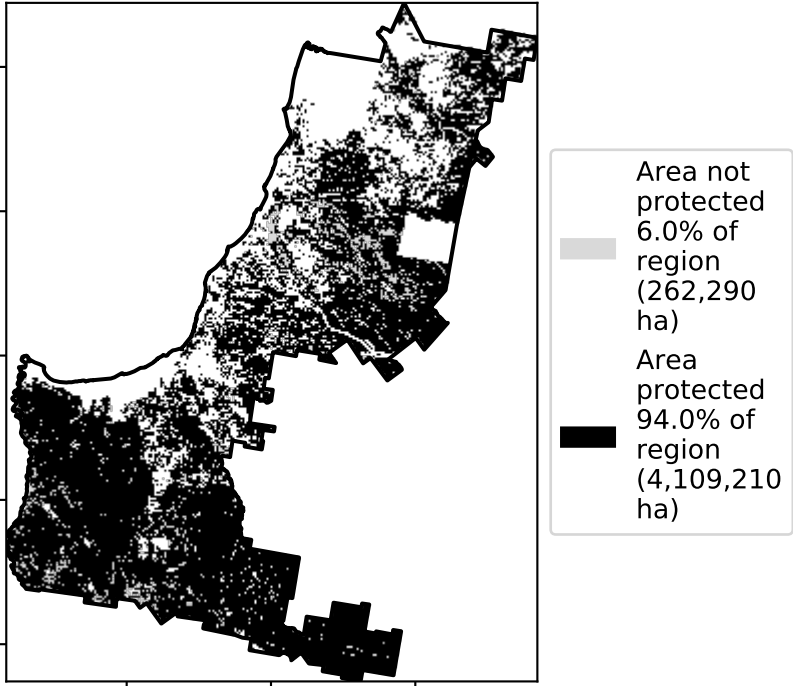 Area not
protected
6.0% of
region
(262,290
ha)
Area
protected
94.0% of
region
(4,109,210
ha)